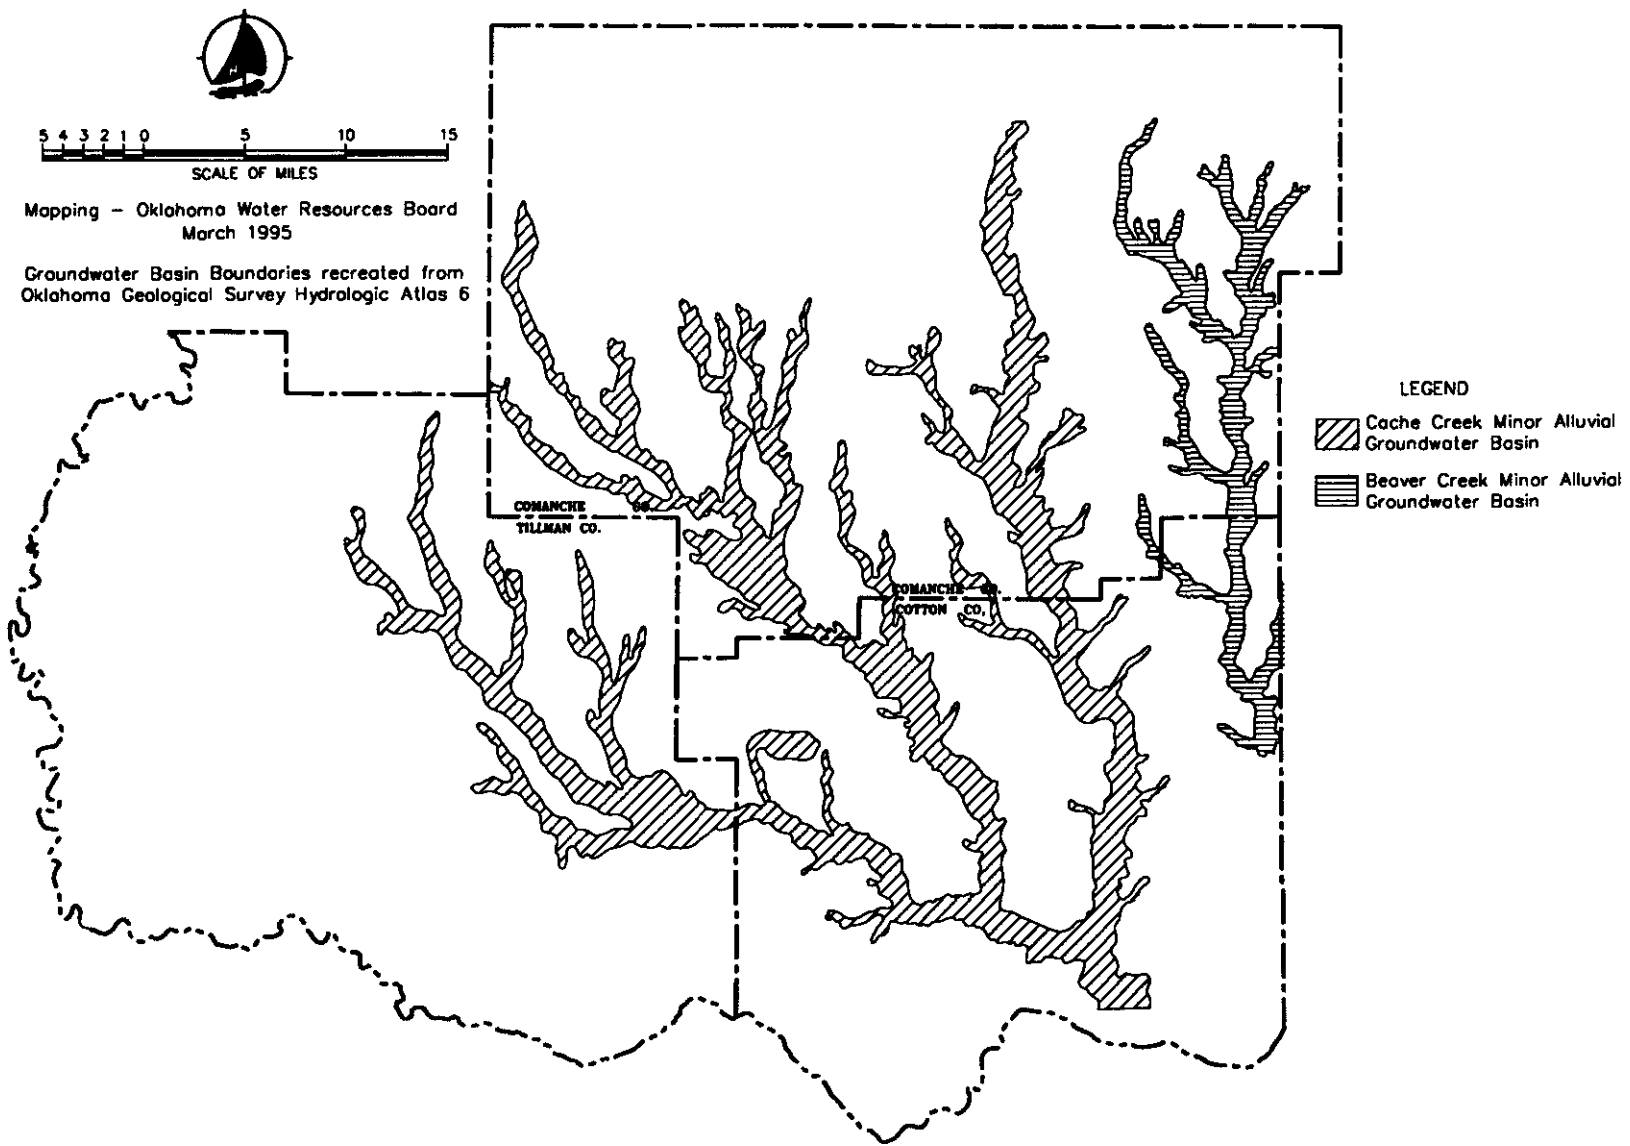 5 4 3 2 1 0 5 10 15
SCALE OF MILES
Mapping - Oklahoma Water Resources Board
March 1995
Groundwater Basin Boundaries recreated from
Oklahoma Geological Survey Hydrologic Atlas 6
LEGEND
Cache Creek Minor Alluvial
Groundwater Basin
Beaver Creek Minor Alluvial
Groundwater Basin
COMANCHE CO.
TILLMAN CO.
COMANCHE CO.
COTTON CO.